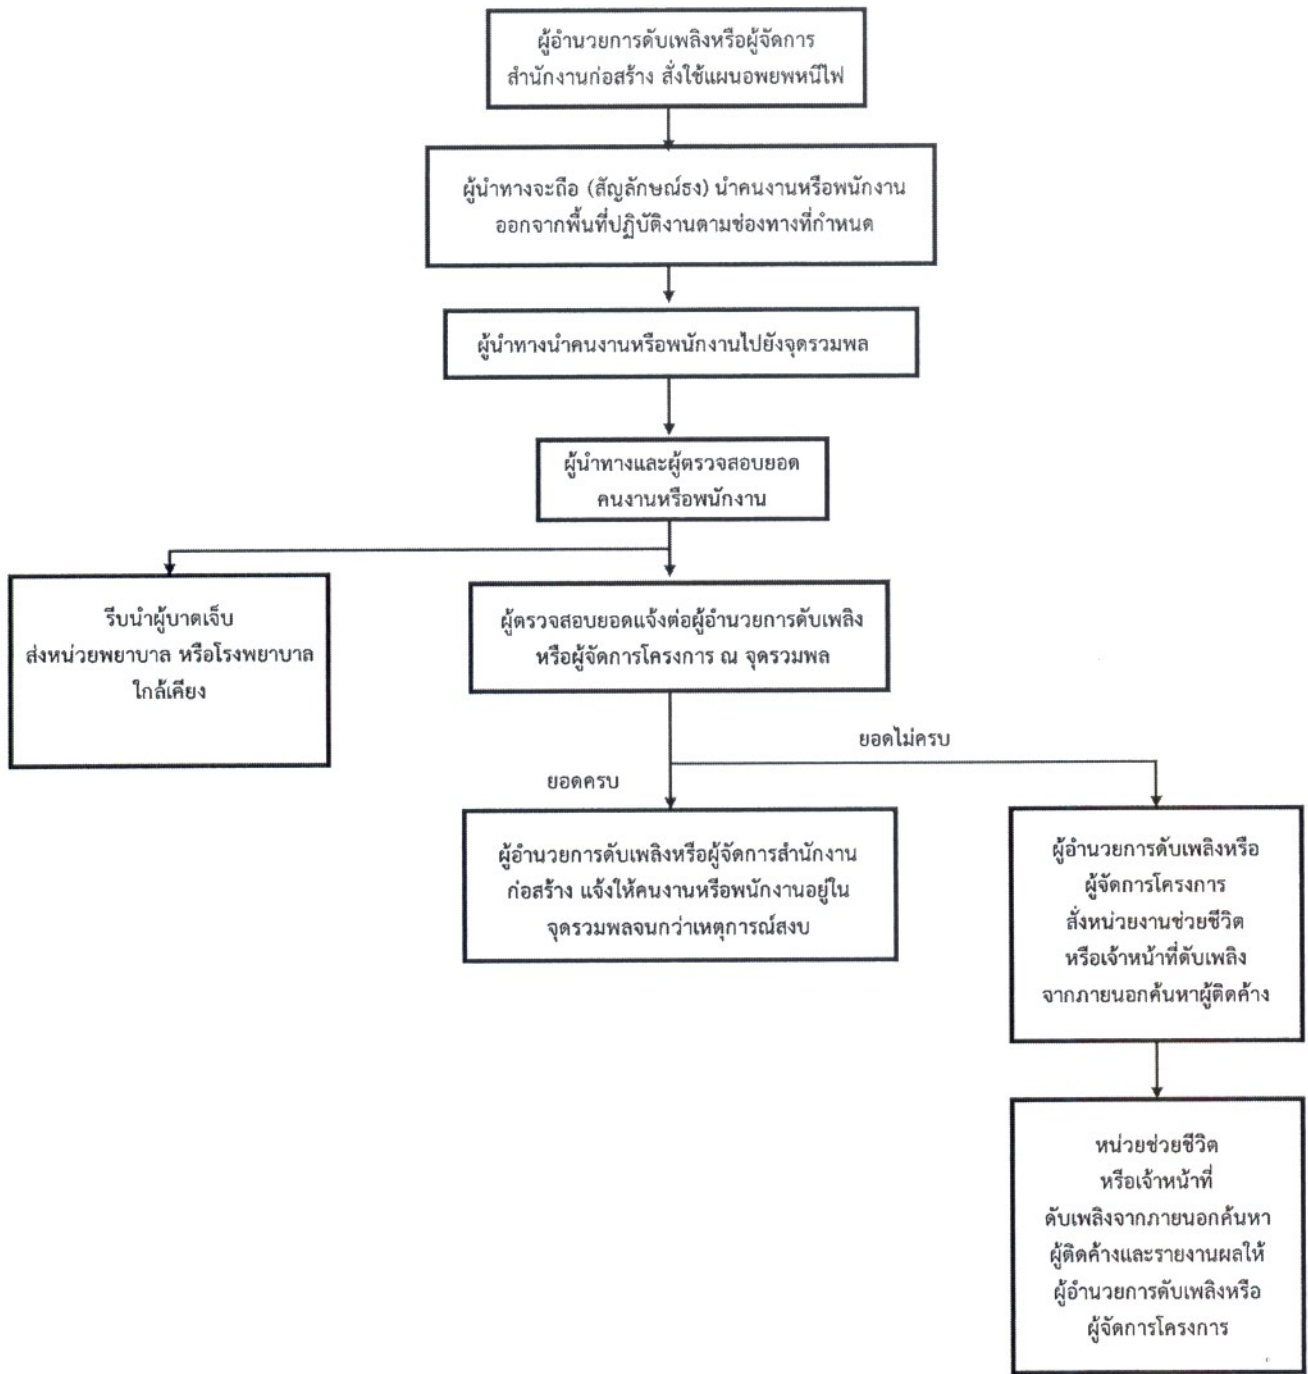 ผู้อำนวยการดับเพลิงหรือผู้จัดการ
สำนักงานก่อสร้าง สั่งใช้แผนอพยพหนีไฟ
ผู้นำทางจะถือ (สัญลักษณ์ธง) นำคนงานหรือพนักงาน
ออกจากพื้นที่ปฏิบัติงานตามช่องทางที่กำหนด
ผู้นำทางนำคนงานหรือพนักงานไปยังจุดรวมพล
ผู้นำทางและผู้ตรวจสอบยอด
คนงานหรือพนักงาน
รีบนำผู้บาดเจ็บ
ส่งหน่วยพยาบาล หรือโรงพยาบาล
ใกล้เคียง
ผู้ตรวจสอบยอดแจ้งต่อผู้อำนวยการดับเพลิง
หรือผู้จัดการโครงการ ณ จุดรวมพล
ยอดไม่ครบ
ยอดครบ
ผู้อำนวยการดับเพลิงหรือผู้จัดการสำนักงาน
ก่อสร้าง แจ้งให้คนงานหรือพนักงานอยู่ใน
จุดรวมพลจนกว่าเหตุการณ์สงบ
ผู้อำนวยการดับเพลิงหรือ
ผู้จัดการโครงการ
สั่งหน่วยงานช่วยชีวิต
หรือเจ้าหน้าที่ดับเพลิง
จากภายนอกค้นหาผู้ติดค้าง
หน่วยช่วยชีวิต
หรือเจ้าหน้าที่
ดับเพลิงจากภายนอกค้นหา
ผู้ติดค้างและรายงานผลให้
ผู้อำนวยการดับเพลิงหรือ
ผู้จัดการโครงการ